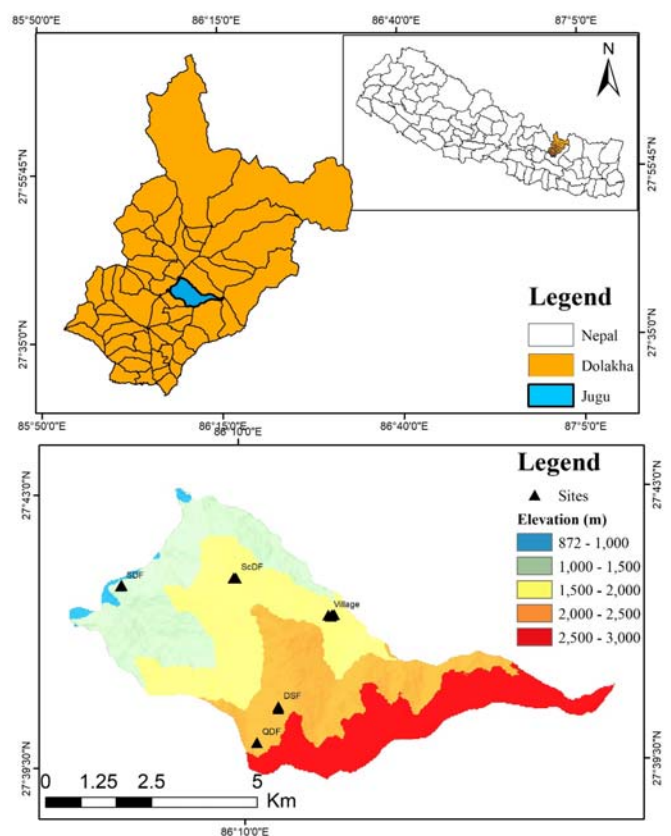 85°50'0"E 86°15'0"E 86°40'0"E 87°5'0"E
N
27°55'45"N
27°55'45"N
Legend
Nepal
Dolakha
Jugu
27°35'0"N
27°35'0"N
85°50'0"E 86°15'0"E 86°40'0"E 87°5'0"E
86°10'0"E
Legend
Sites
Elevation (m)
872 - 1,000
1,000 - 1,500
1,500 - 2,000
2,000 - 2,500
2,500 - 3,000
27°43'0"N
27°43'0"N
SDF
ScDF
Village
DSF
QDF
27°39'30"N
27°39'30"N
0 1.25 2.5 5
Km
86°10'0"E